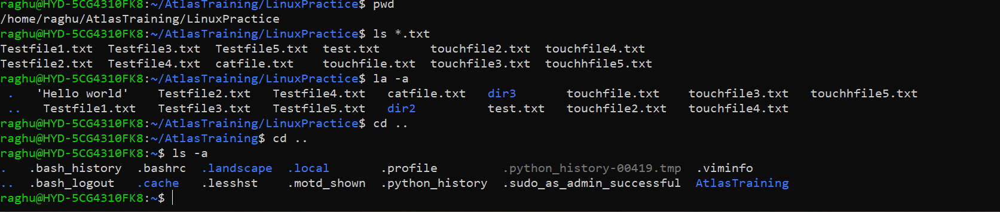 raghu@HYD-5CG4310FK8:~/AtlasTraining/LinuxPractice$ pwd
/home/raghu/AtlasTraining/LinuxPractice
raghu@HYD-5CG4310FK8:~/AtlasTraining/LinuxPractice$ ls *.txt
Testfile1.txt  Testfile3.txt  Testfile5.txt  test.txt       touchfile2.txt  touchfile4.txt
Testfile2.txt  Testfile4.txt  catfile.txt    touchfile.txt  touchfile3.txt  touchhfile5.txt
raghu@HYD-5CG4310FK8:~/AtlasTraining/LinuxPractice$ la -a
 .   'Hello world'    Testfile2.txt   Testfile4.txt   catfile.txt   dir3       touchfile.txt    touchfile3.txt   touchhfile5.txt
 ..   Testfile1.txt   Testfile3.txt   Testfile5.txt   dir2          test.txt   touchfile2.txt   touchfile4.txt
raghu@HYD-5CG4310FK8:~/AtlasTraining/LinuxPractice$ cd ..
raghu@HYD-5CG4310FK8:~/AtlasTraining$ cd ..
raghu@HYD-5CG4310FK8:~$ ls -a
.   .bash_history  .bashrc  .landscape  .local       .profile         .python_history-00419.tmp  .viminfo
..  .bash_logout   .cache   .lesshst    .motd_shown  .python_history  .sudo_as_admin_successful  AtlasTraining
raghu@HYD-5CG4310FK8:~$